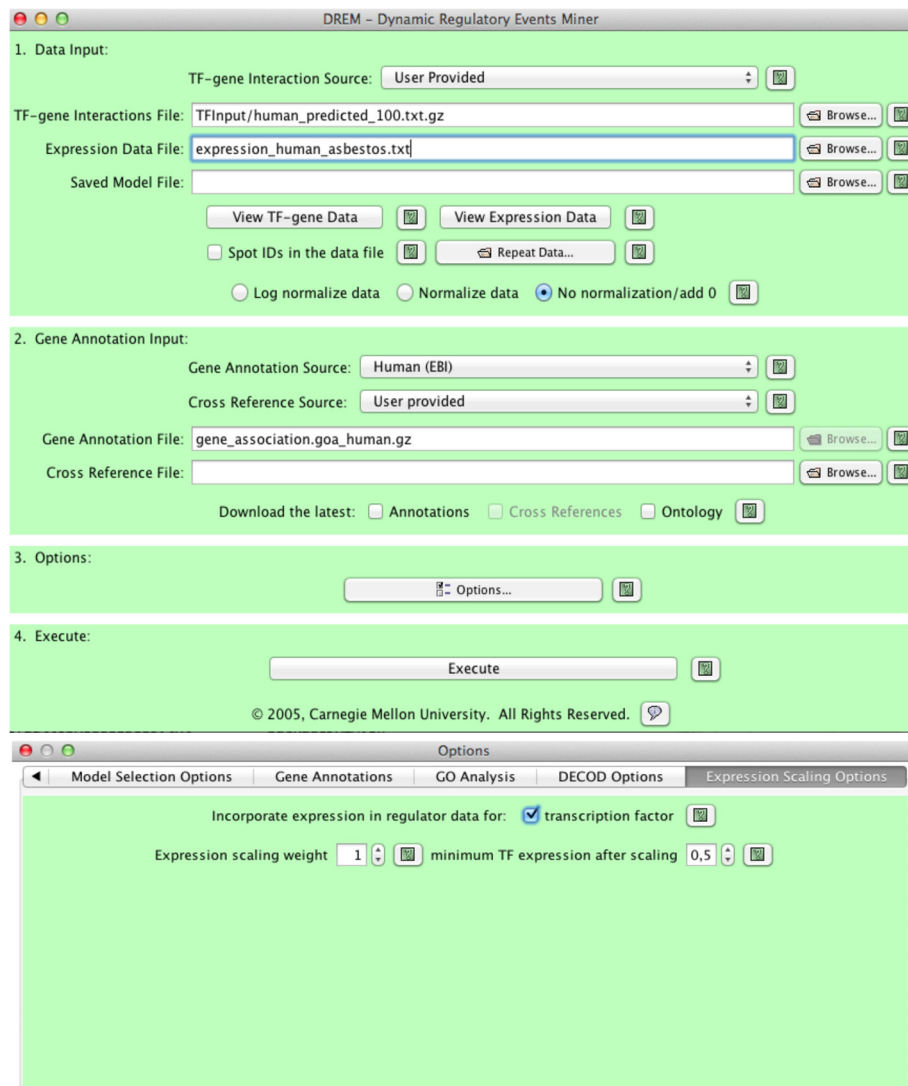 DREM – Dynamic Regulatory Events Miner
1. Data Input:
TF-gene Interaction Source: User Provided
TF-gene Interactions File: TFInput/human_predicted_100.txt.gz Browse...
Expression Data File: expression_human_asbestos.txt Browse...
Saved Model File: Browse...
View TF-gene Data View Expression Data
Spot IDs in the data file Repeat Data...
Log normalize data Normalize data No normalization/add 0
2. Gene Annotation Input:
Gene Annotation Source: Human (EBI)
Cross Reference Source: User provided
Gene Annotation File: gene_association.goa_human.gz Browse...
Cross Reference File: Browse...
Download the latest: Annotations Cross References Ontology
3. Options:
Options...
4. Execute:
Execute
© 2005, Carnegie Mellon University. All Rights Reserved.
Options
Model Selection Options Gene Annotations GO Analysis DECOD Options Expression Scaling Options
Incorporate expression in regulator data for: transcription factor
Expression scaling weight 1 minimum TF expression after scaling 0,5